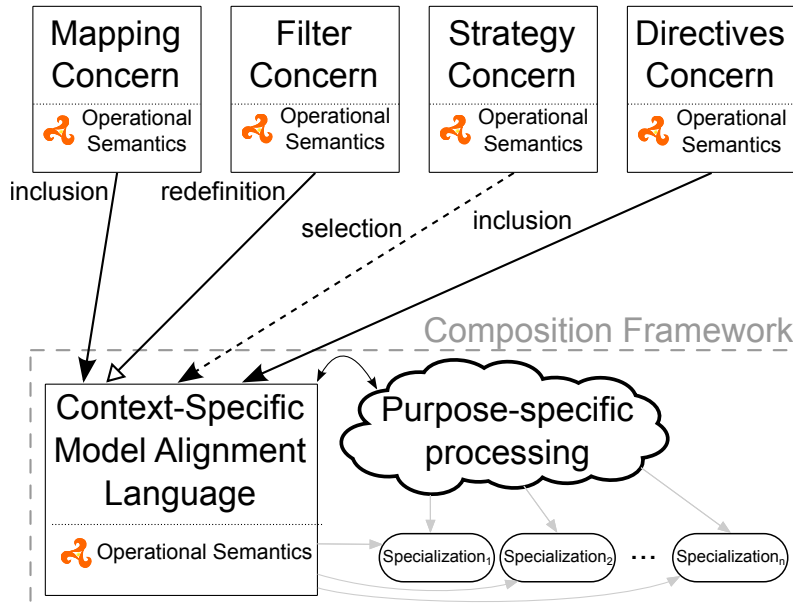 Mapping
Concern
Operational
Semantics
Filter
Concern
Operational
Semantics
Strategy
Concern
Operational
Semantics
Directives
Concern
Operational
Semantics
inclusion
redefinition
selection
inclusion
Composition Framework
Context-Specific
Model Alignment
Language
Operational Semantics
Purpose-specific
processing
Specialization1
Specialization2
...
Specializationn